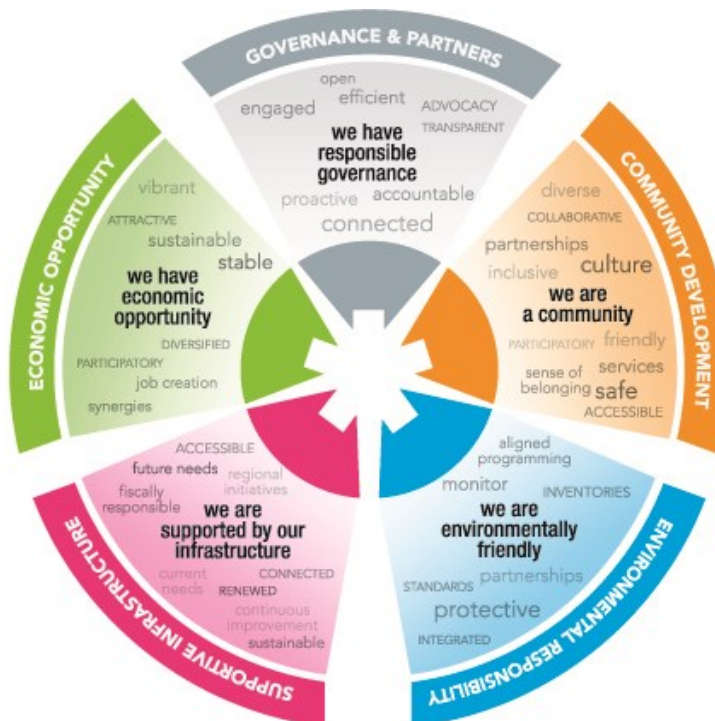 GOVERNANCE & PARTNERS
open
engaged
efficient
ADVOCACY
TRANSPARENT
we have
responsible
governance
proactive
accountable
connected
COMMUNITY DEVELOPMENT
diverse
COLLABORATIVE
partnerships
inclusive
culture
we are
a community
PARTICIPATORY
friendly
sense of
belonging
services
safe
ACCESSIBLE
ENVIRONMENTAL RESPONSIBILITY
aligned
programming
monitor
INVENTORIES
we are
environmentally
friendly
partnerships
STANDARDS
protective
INTEGRATED
SUPPORTIVE INFRASTRUCTURE
ACCESSIBLE
future needs
regional
initiatives
fiscally
responsible
we are
supported by our
infrastructure
current
needs
CONNECTED
RENEWED
continuous
improvement
sustainable
ECONOMIC OPPORTUNITY
vibrant
ATTRACTIVE
sustainable
stable
we have
economic
opportunity
DIVERSIFIED
PARTICIPATORY
job creation
synergies